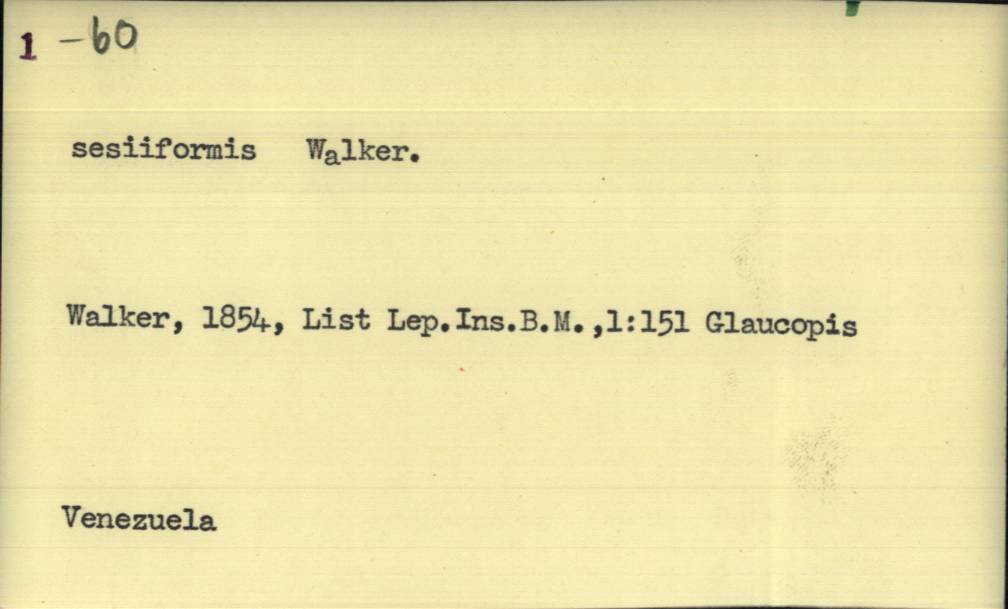 1 -60
sesiiformis Walker.
Walker, 1854, List Lep.Ins.B.M.,1:151 Glaucopis
Venezuela